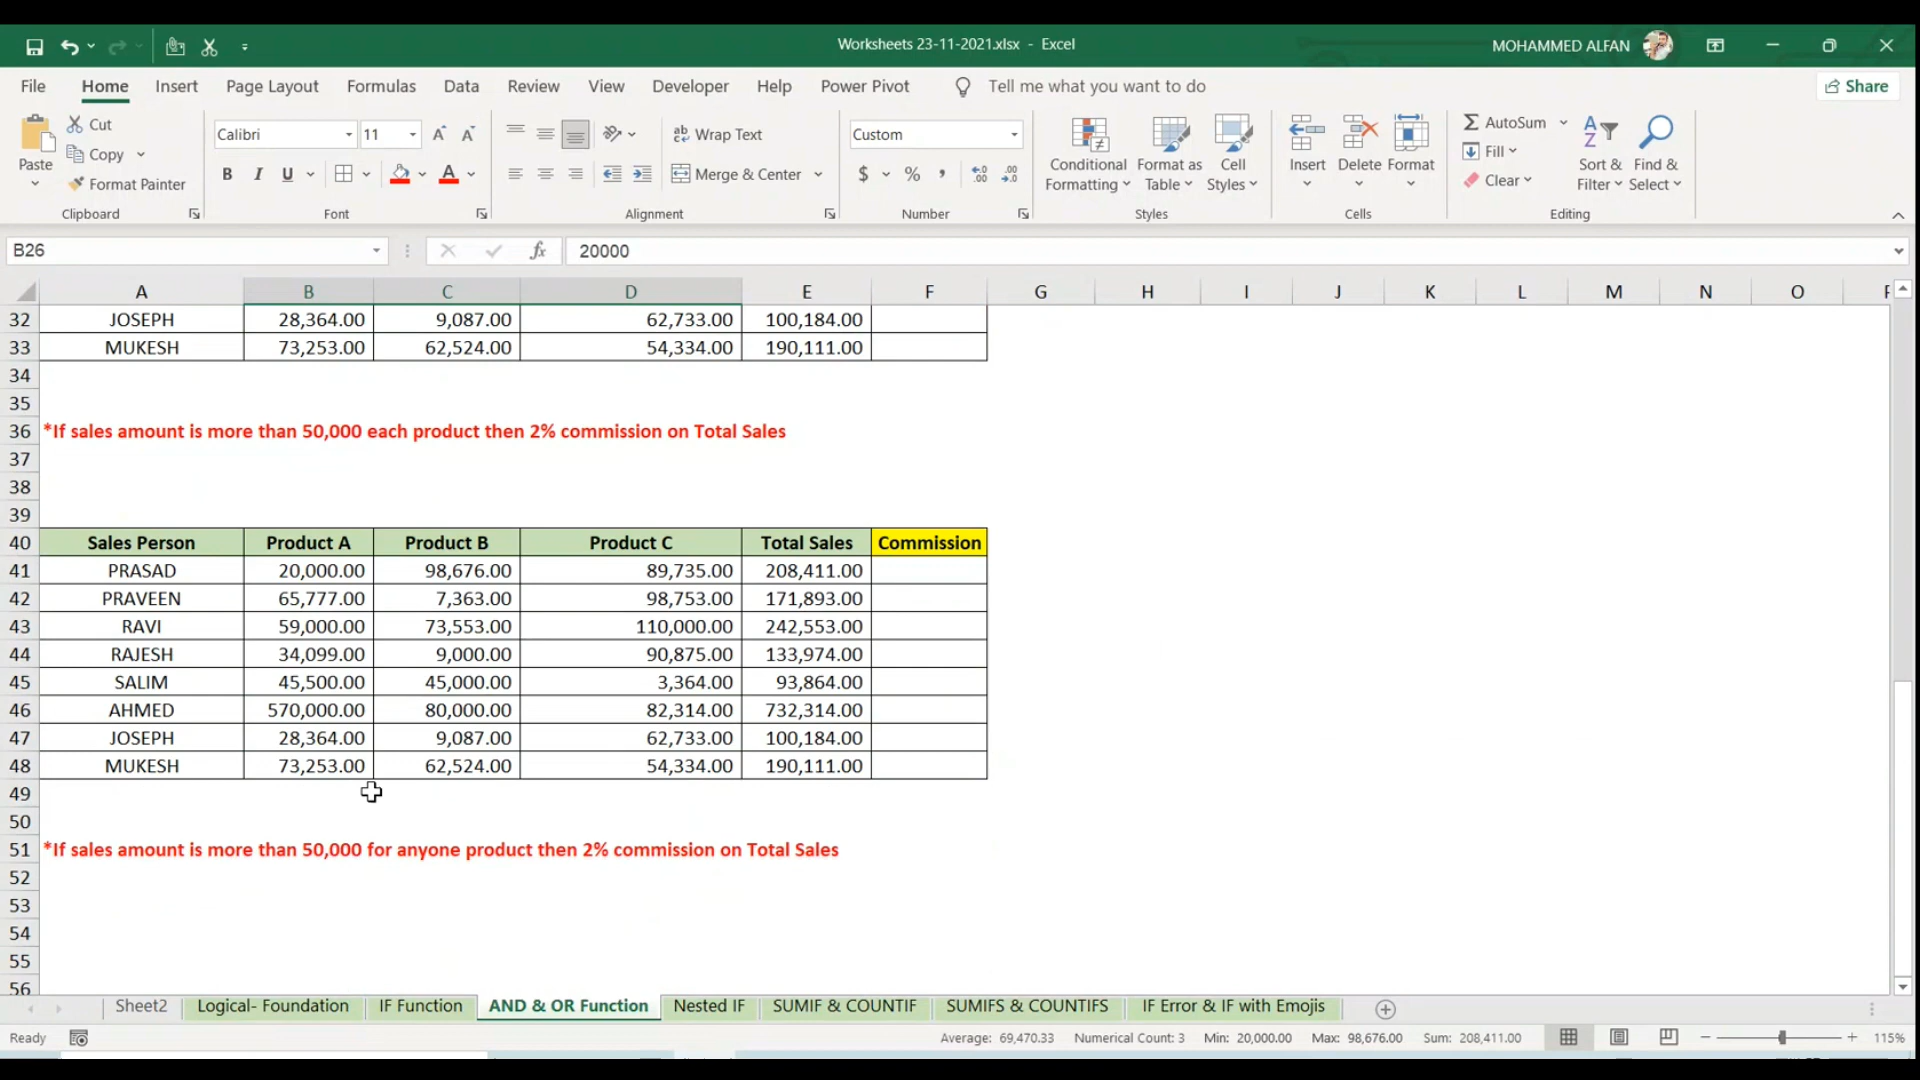 Worksheets 23-11-2021.xlsx - Excel
MOHAMMED ALFAN
File Home Insert Page Layout Formulas Data Review View Developer Help Power Pivot Tell me what you want to do Share
Paste
Cut
Copy
Format Painter
Clipboard
Calibri 11
B I U
Font
Wrap Text
Merge & Center
Alignment
Custom
$ % ,
Number
Conditional Formatting
Format as Table
Cell Styles
Styles
Insert Delete Format
Cells
AutoSum
Fill
Clear
Sort & Filter
Find & Select
Editing
B26 fx 20000
A B C D E F G H I J K L M N O
32 JOSEPH 28,364.00 9,087.00 62,733.00 100,184.00
33 MUKESH 73,253.00 62,524.00 54,334.00 190,111.00
34
35
36 *If sales amount is more than 50,000 each product then 2% commission on Total Sales
37
38
39
40 Sales Person Product A Product B Product C Total Sales Commission
41 PRASAD 20,000.00 98,676.00 89,735.00 208,411.00
42 PRAVEEN 65,777.00 7,363.00 98,753.00 171,893.00
43 RAVI 59,000.00 73,553.00 110,000.00 242,553.00
44 RAJESH 34,099.00 9,000.00 90,875.00 133,974.00
45 SALIM 45,500.00 45,000.00 3,364.00 93,864.00
46 AHMED 570,000.00 80,000.00 82,314.00 732,314.00
47 JOSEPH 28,364.00 9,087.00 62,733.00 100,184.00
48 MUKESH 73,253.00 62,524.00 54,334.00 190,111.00
49
50
51 *If sales amount is more than 50,000 for anyone product then 2% commission on Total Sales
52
53
54
55
56
Sheet2 Logical- Foundation IF Function AND & OR Function Nested IF SUMIF & COUNTIF SUMIFS & COUNTIFS IF Error & IF with Emojis
Ready Average: 69,470.33 Numerical Count: 3 Min: 20,000.00 Max: 98,676.00 Sum: 208,411.00 115%